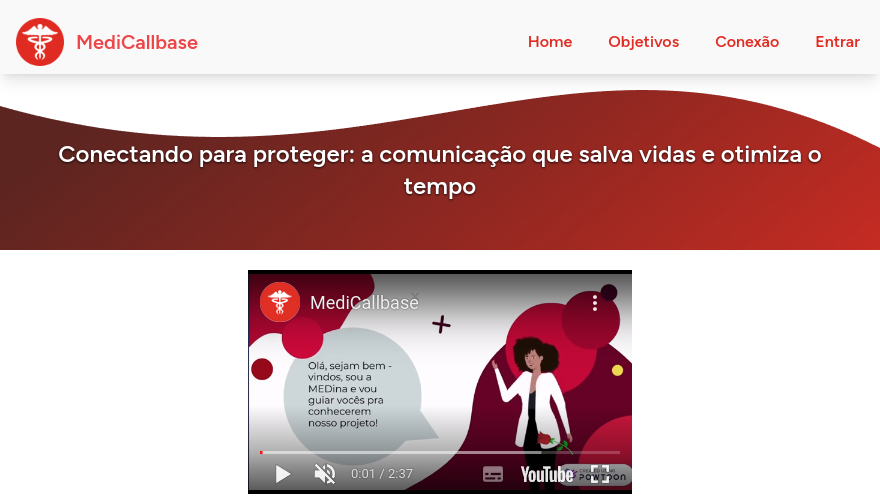 MediCallbase
Home
Objetivos
Conexão
Entrar
Conectando para proteger: a comunicação que salva vidas e otimiza o
tempo
MediCallbase
Olá, sejam bem -
vindos, sou a
MEDina e vou
guiar vocês pra
conhecerem
nosso projeto!
0:01 / 2:37
YouTube
POWTOON